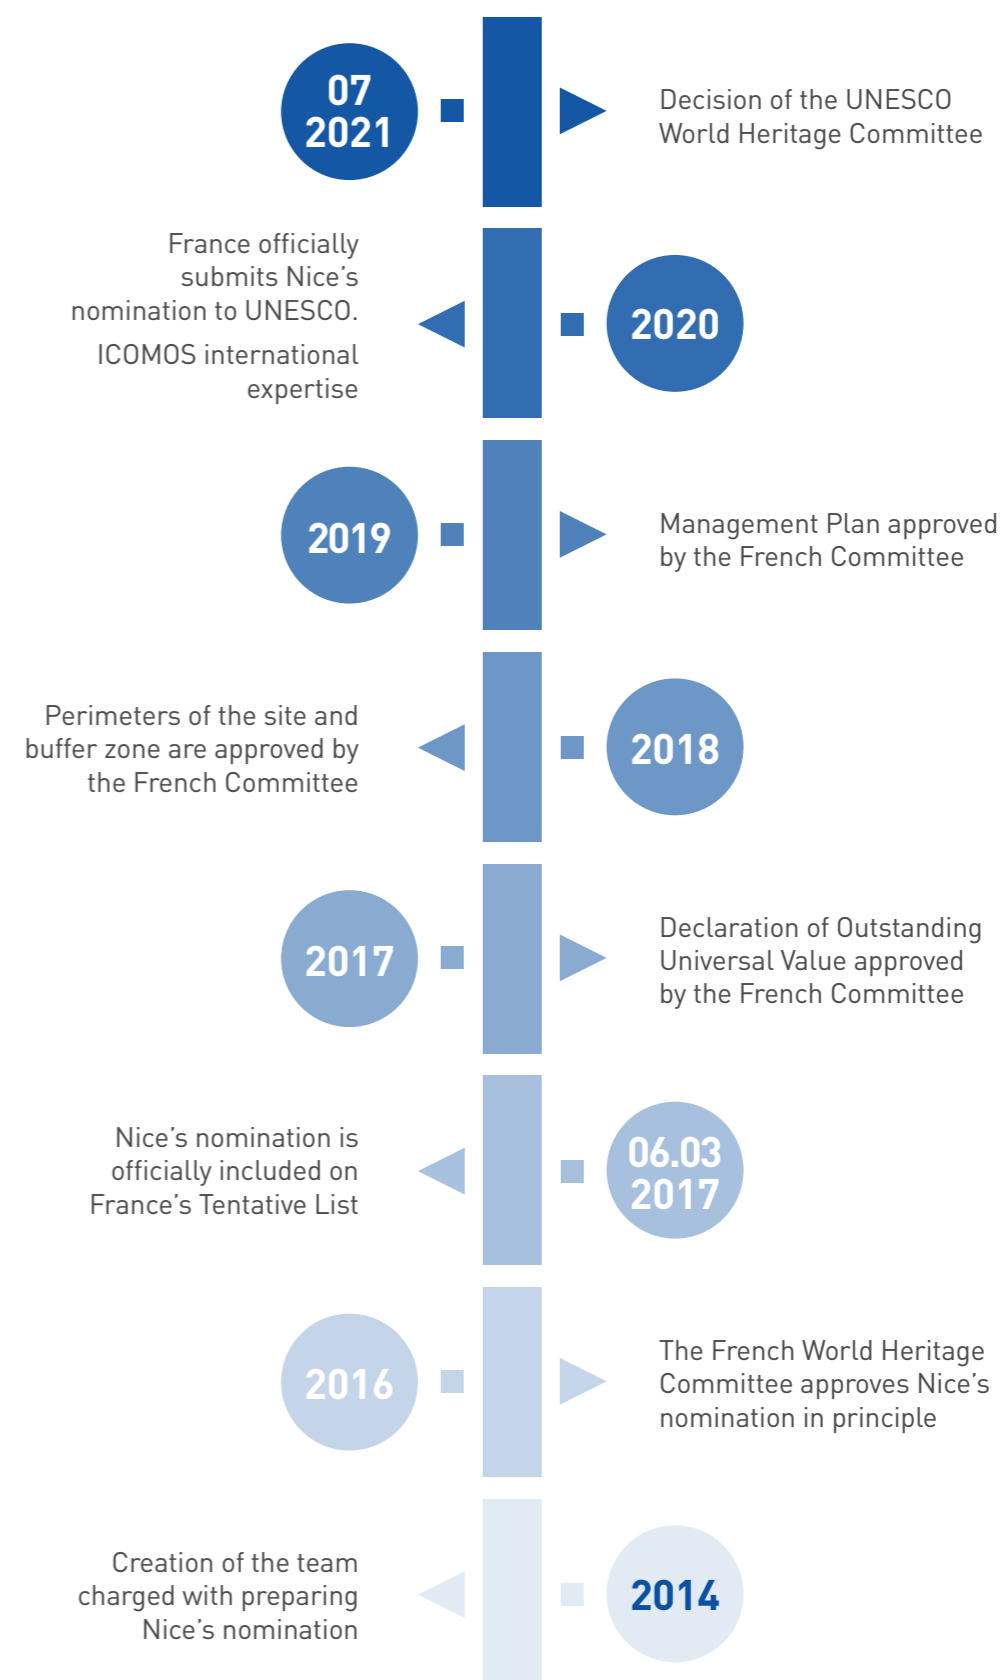 07
2021
Decision of the UNESCO
World Heritage Committee
France officially
submits Nice’s
nomination to UNESCO.
ICOMOS international
expertise
2020
2019
Management Plan approved
by the French Committee
Perimeters of the site and
buffer zone are approved by
the French Committee
2018
2017
Declaration of Outstanding
Universal Value approved
by the French Committee
Nice’s nomination is
officially included on
France’s Tentative List
06.03
2017
2016
The French World Heritage
Committee approves Nice’s
nomination in principle
Creation of the team
charged with preparing
Nice’s nomination
2014